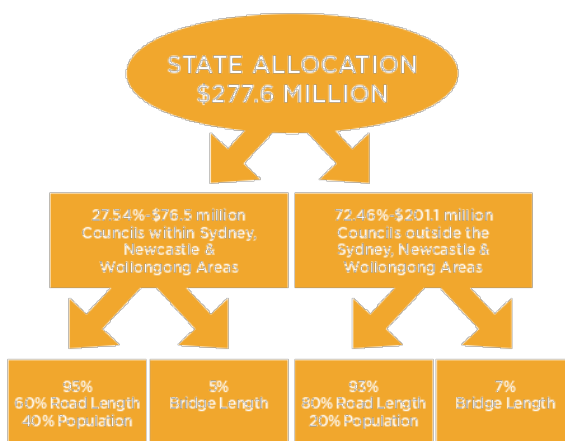 STATE ALLOCATION
$277.6 MILLION
27.54%-$76.5 million
Councils within Sydney,
Newcastle &
Wollongong Areas
72.46%-$201.1 million
Councils outside the
Sydney, Newcastle &
Wollongong Areas
95%
60% Road Length
40% Population
5%
Bridge Length
93%
80% Road Length
20% Population
7%
Bridge Length